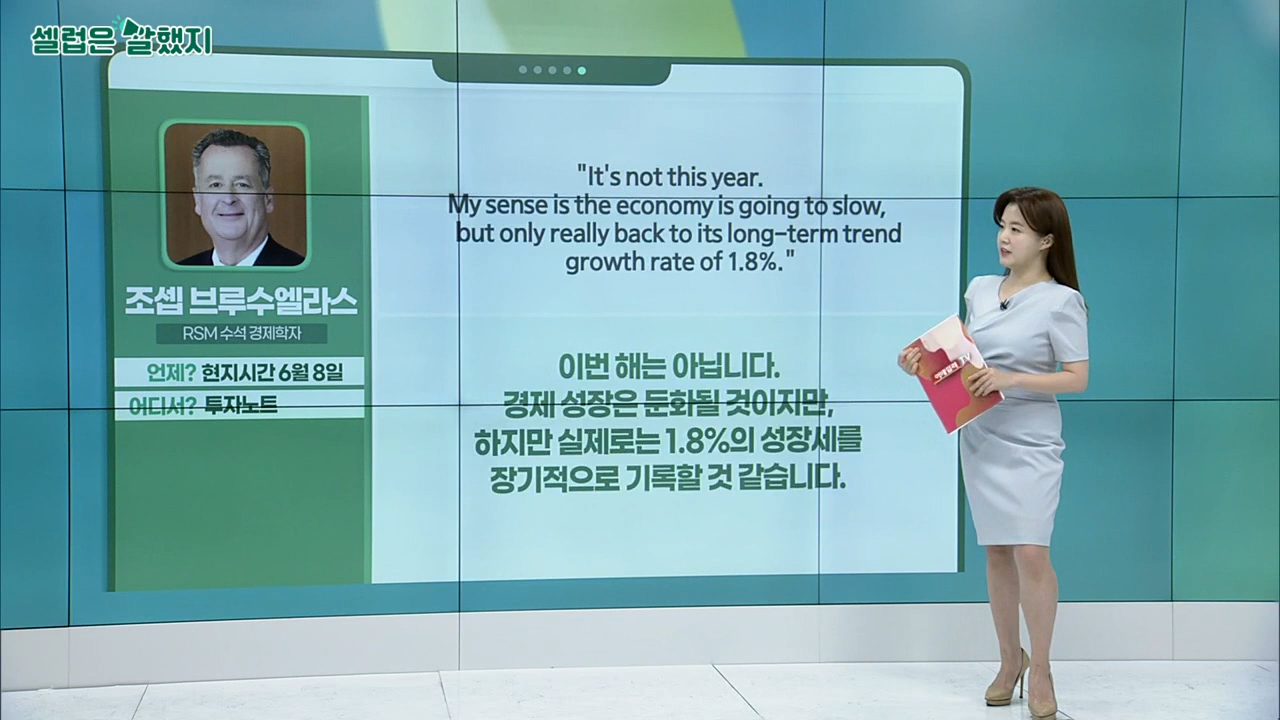 셀럽은 말했지
"It's not this year.
My sense is the economy is going to slow,
but only really back to its long-term trend
growth rate of 1.8%."
조셉 브루수엘라스
RSM 수석 경제학자
언제? 현지시간 6월 8일
어디서? 투자노트
이번 해는 아닙니다.
경제 성장은 둔화될 것이지만,
하지만 실제로는 1.8%의 성장세를
장기적으로 기록할 것 같습니다.